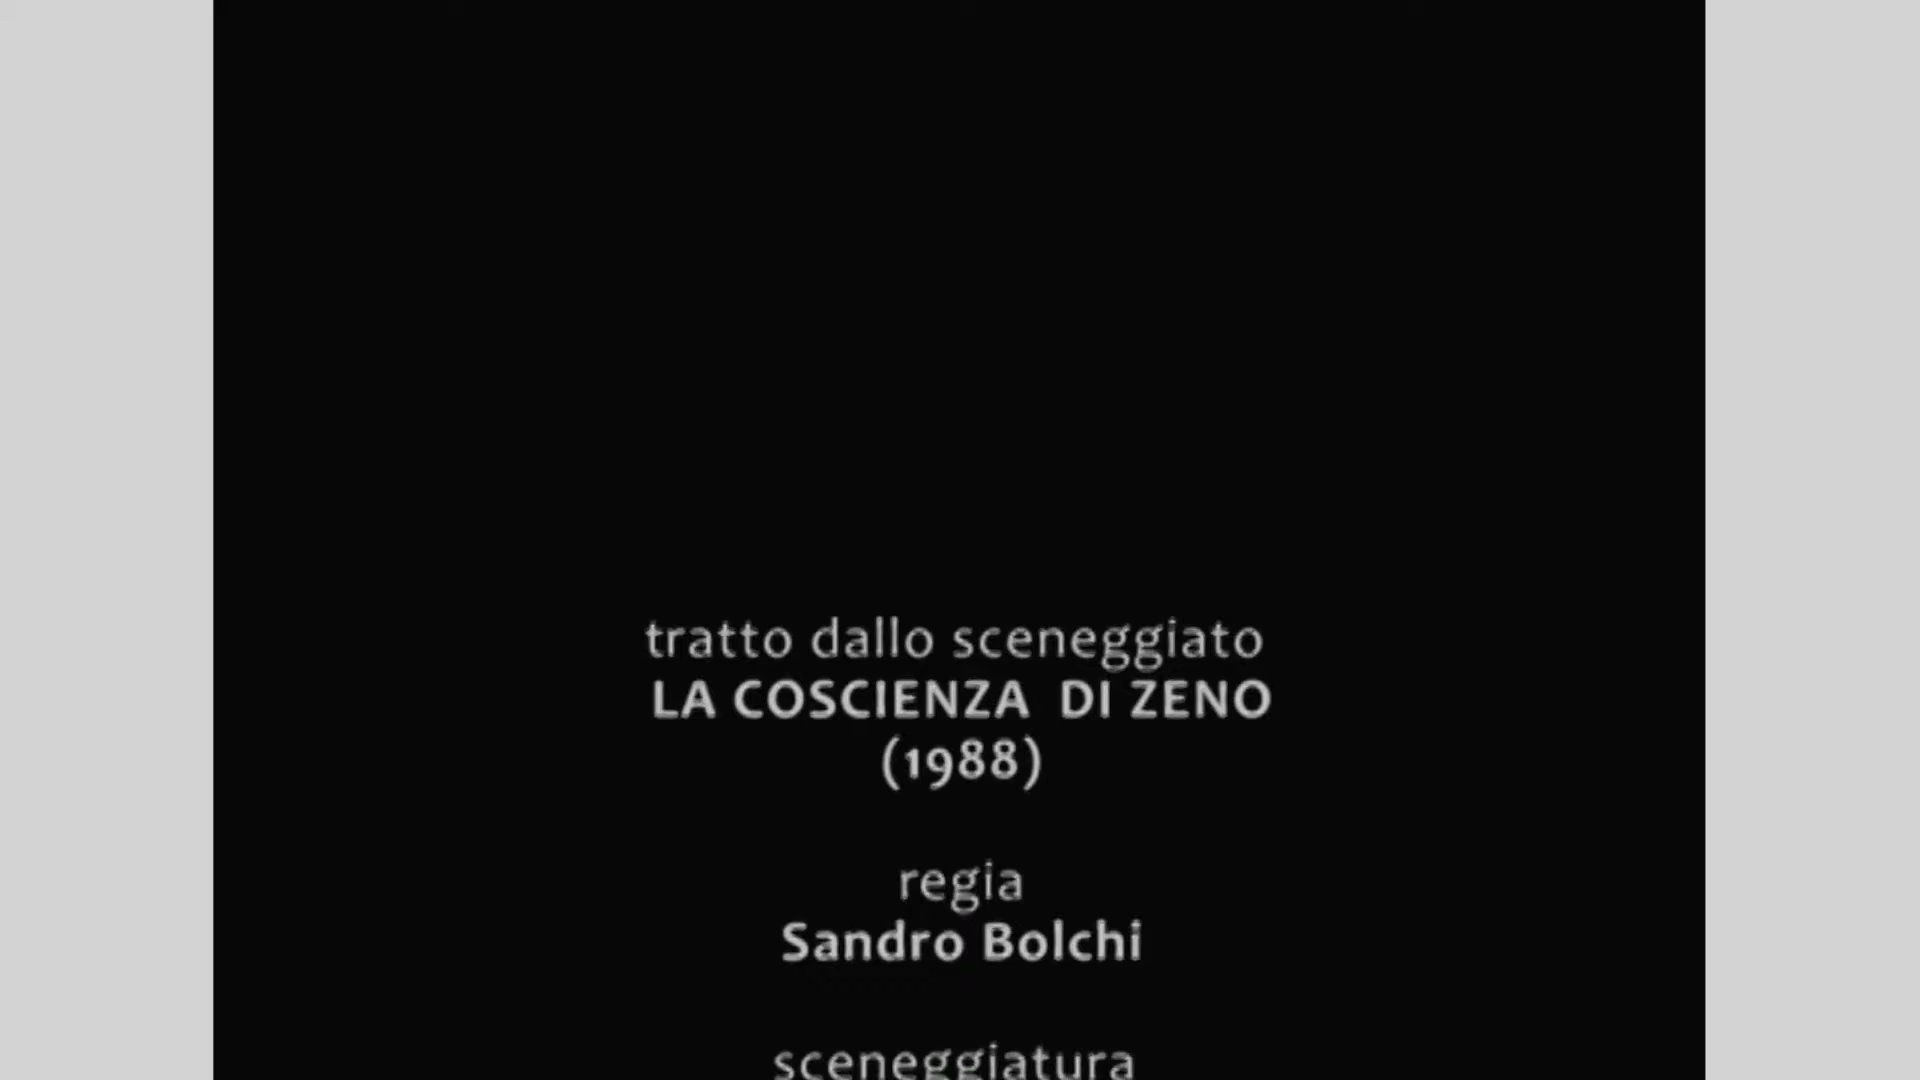 tratto dallo sceneggiato
LA COSCIENZA DI ZENO
(1988)
regia
Sandro Bolchi
sceneggiatura